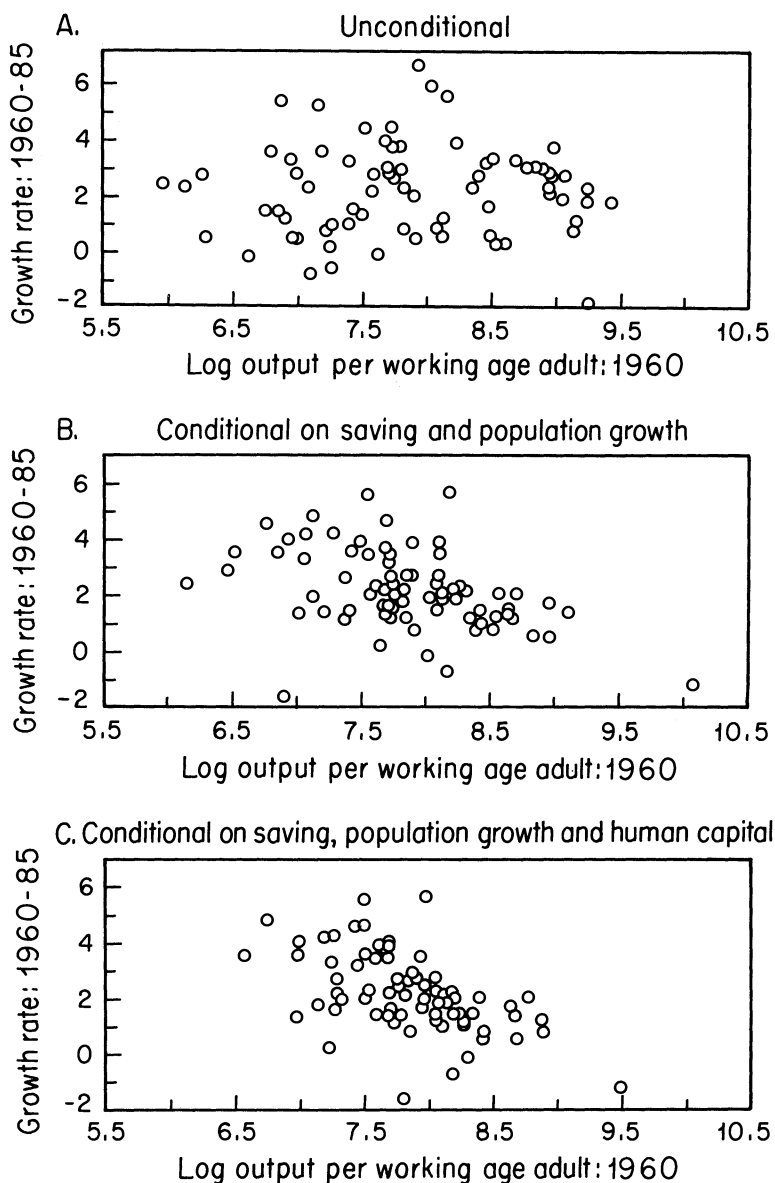 A. Unconditional
Growth rate: 1960-85
6
4
2
0
-2
5.5 6.5 7.5 8.5 9.5 10.5
Log output per working age adult: 1960
B. Conditional on saving and population growth
Growth rate: 1960-85
6
4
2
0
-2
5.5 6.5 7.5 8.5 9.5 10.5
Log output per working age adult: 1960
C. Conditional on saving, population growth and human capital
Growth rate: 1960-85
6
4
2
0
-2
5.5 6.5 7.5 8.5 9.5 10.5
Log output per working age adult: 1960